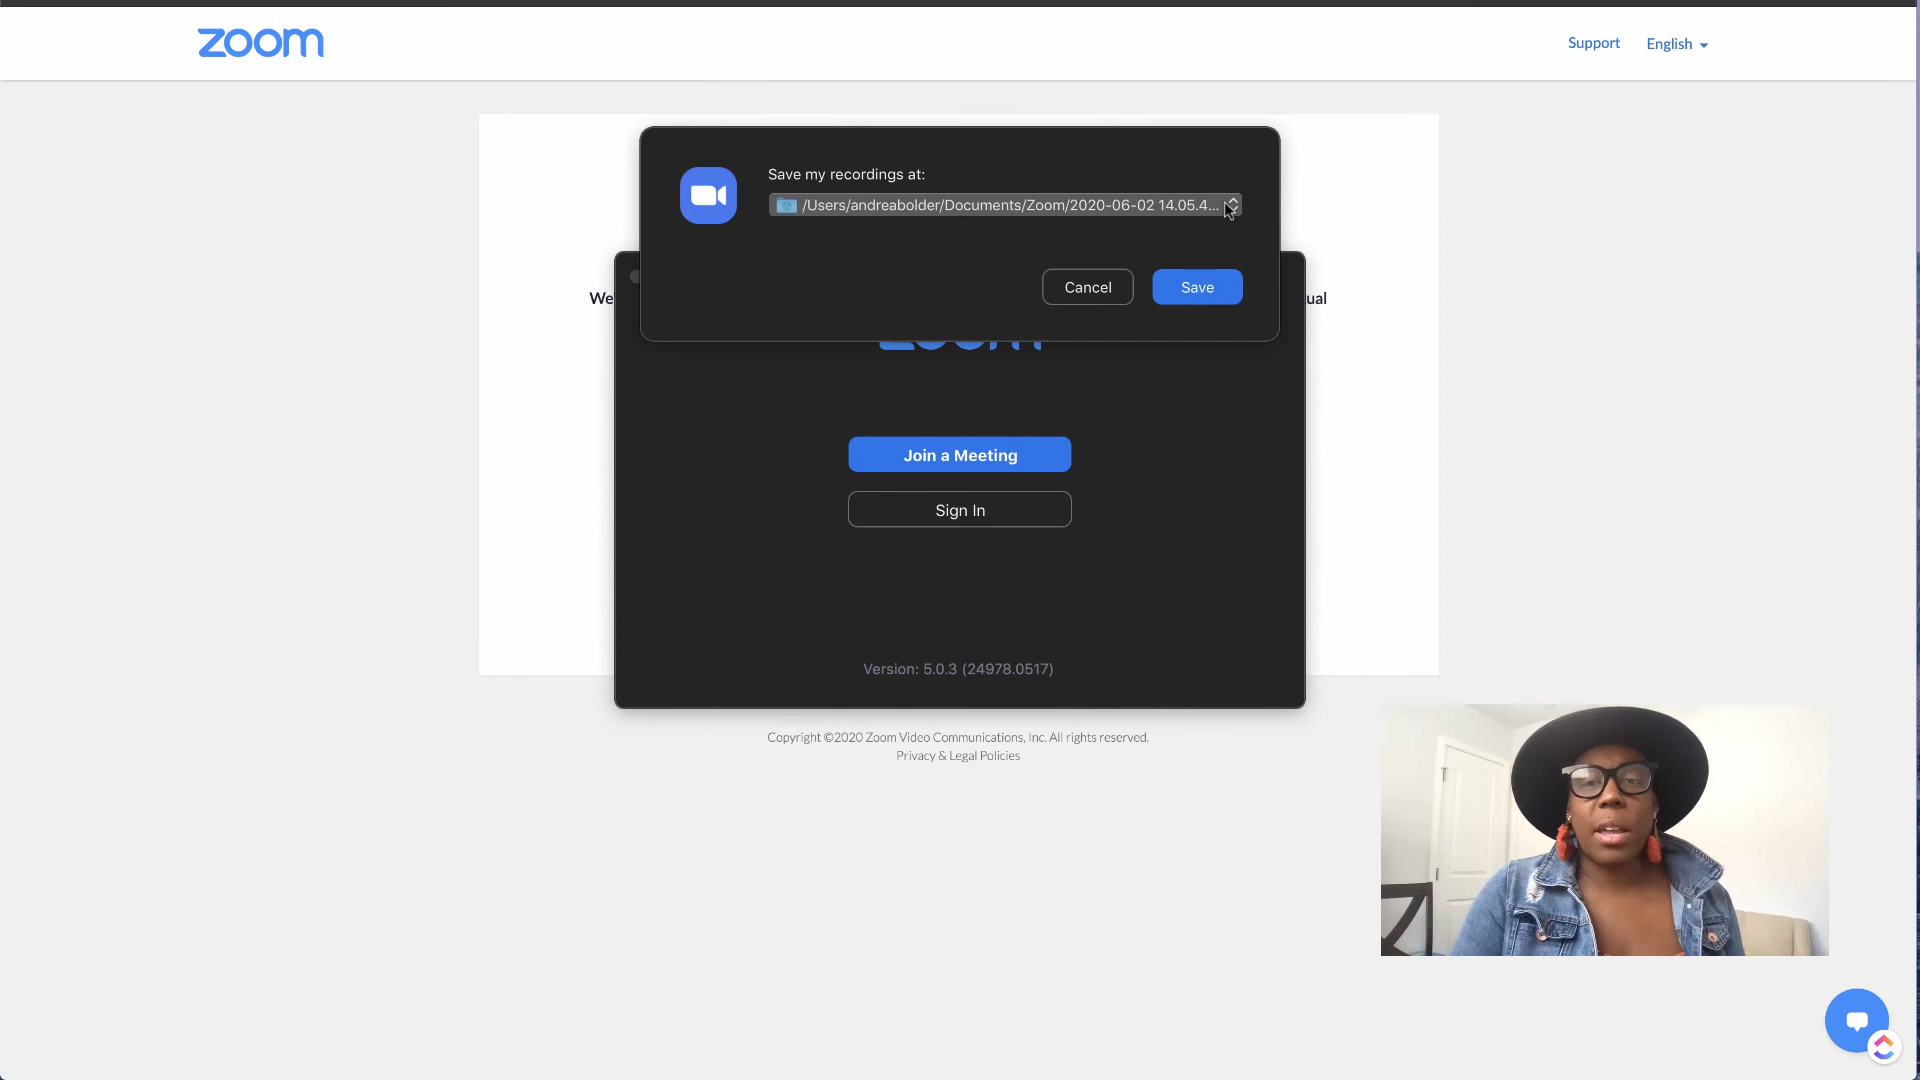 zoom
Support
English
Save my recordings at:
/Users/andreabolder/Documents/Zoom/2020-06-02 14.05.4...
Cancel
Save
We
ual
Join a Meeting
Sign In
Version: 5.0.3 (24978.0517)
Copyright ©2020 Zoom Video Communications, Inc. All rights reserved.
Privacy & Legal Policies